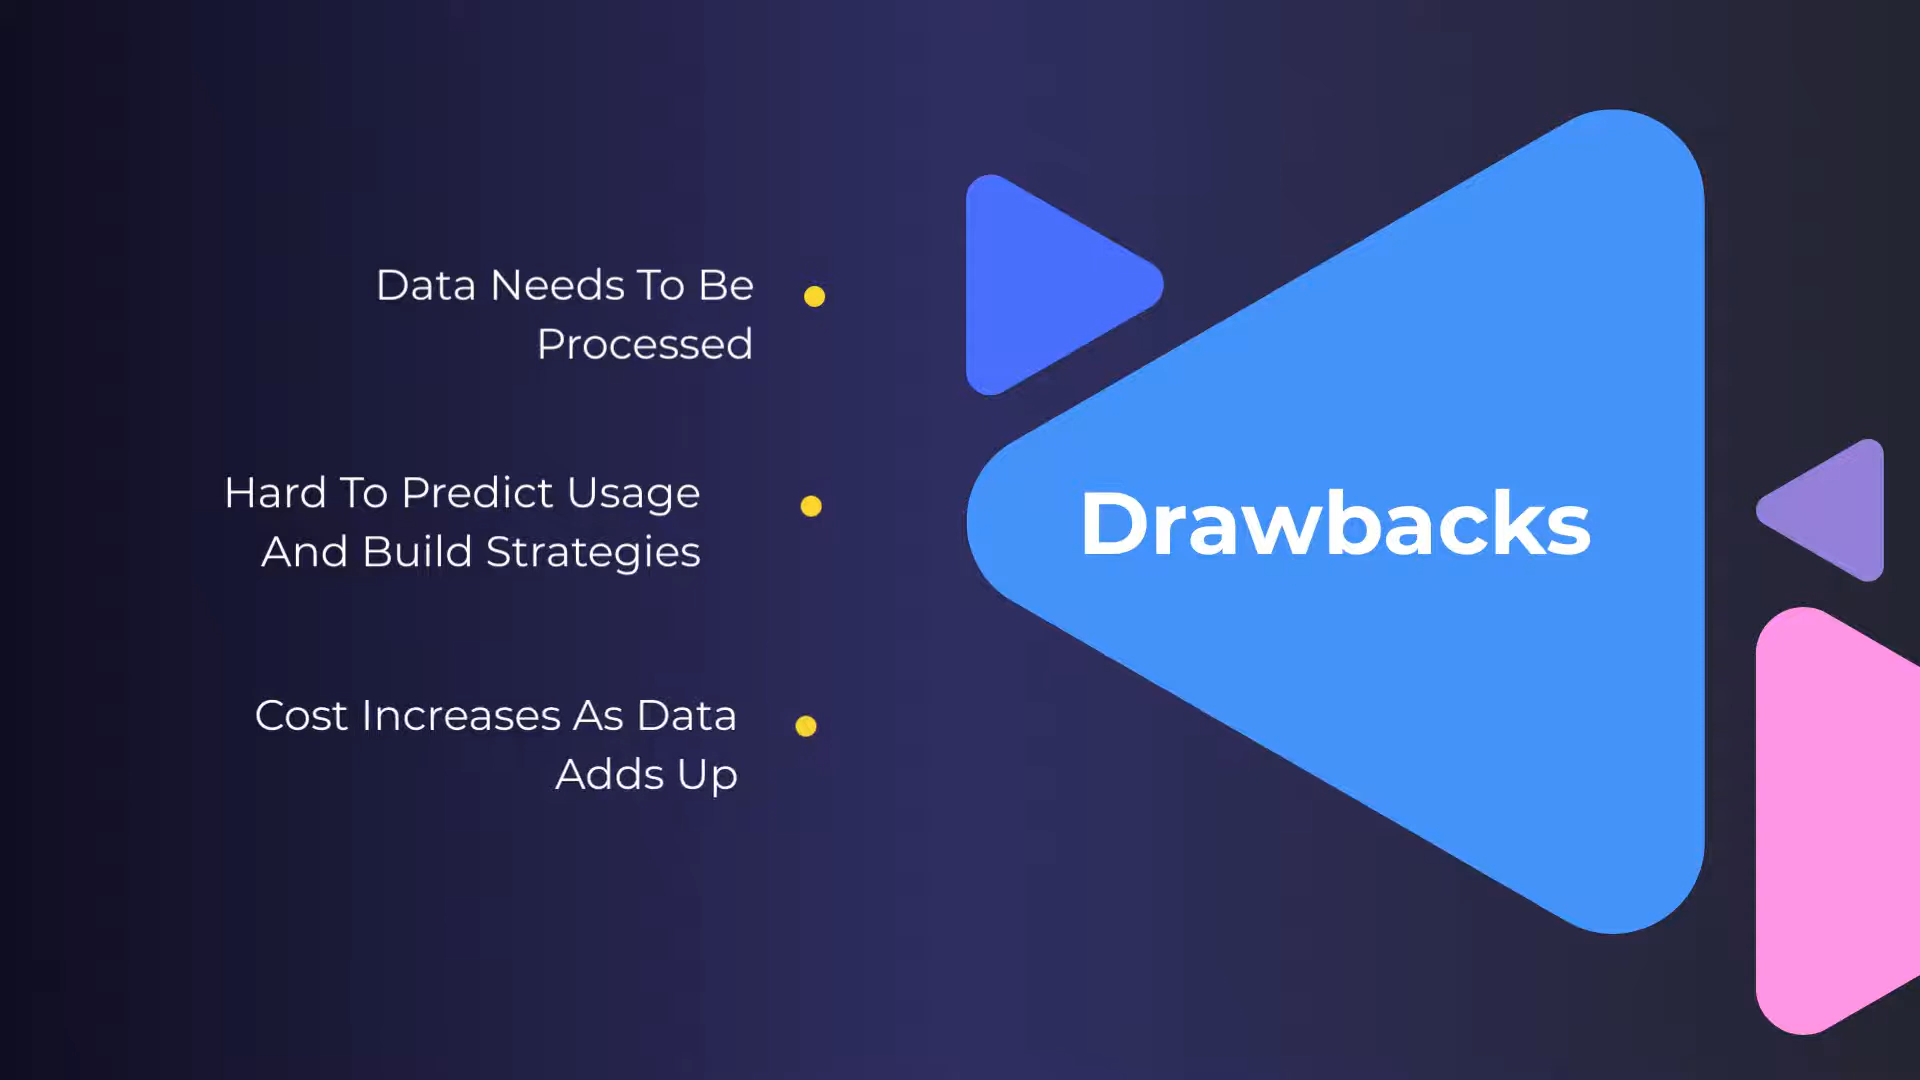 Data Needs To Be
Processed
Hard To Predict Usage
And Build Strategies
Cost Increases As Data
Adds Up
Drawbacks